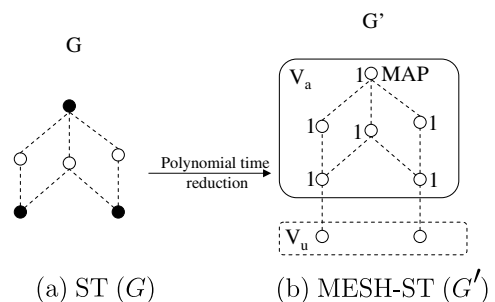 G
G'
V_a
1 MAP
1 1 1
1 1
Polynomial time
reduction
V_u
(a) ST (G)
(b) MESH-ST (G′)